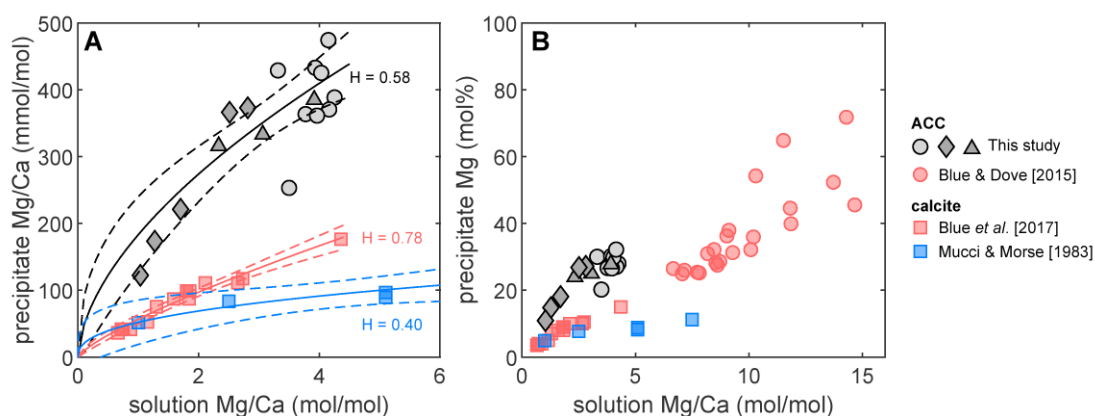 A
precipitate Mg/Ca (mmol/mol)
500
400
300
200
100
0
H = 0.58
H = 0.78
H = 0.40
0 2 4 6
solution Mg/Ca (mol/mol)
B
precipitate Mg (mol%)
100
80
60
40
20
0
0 5 10 15
solution Mg/Ca (mol/mol)
ACC
This study
Blue & Dove [2015]
calcite
Blue et al. [2017]
Mucci & Morse [1983]